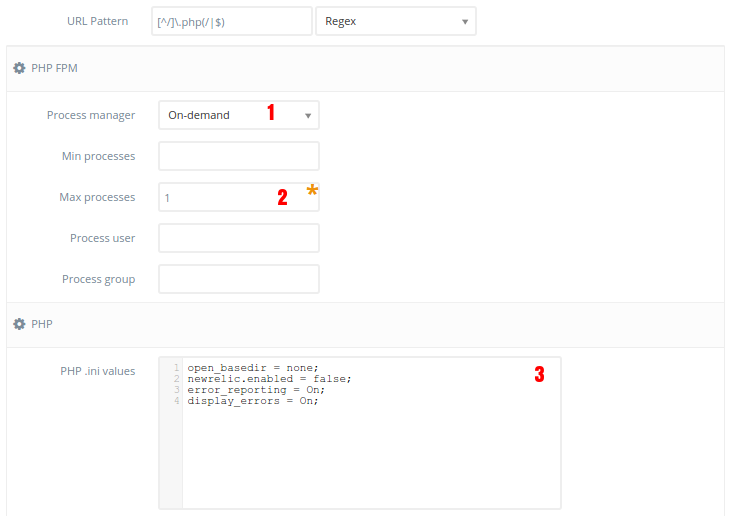 URL Pattern [^/]\.php(/|$) Regex
PHP FPM
Process manager On-demand 1
Min processes
Max processes 1 2 *
Process user
Process group
PHP
PHP .ini values 3
1 open_basedir = none;
2 newrelic.enabled = false;
3 error_reporting = On;
4 display_errors = On;